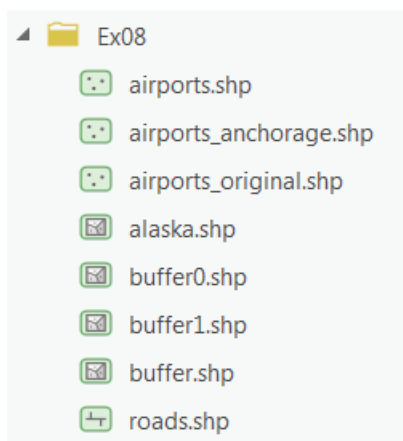 Ex08
airports.shp
airports_anchorage.shp
airports_original.shp
alaska.shp
buffer0.shp
buffer1.shp
buffer.shp
roads.shp